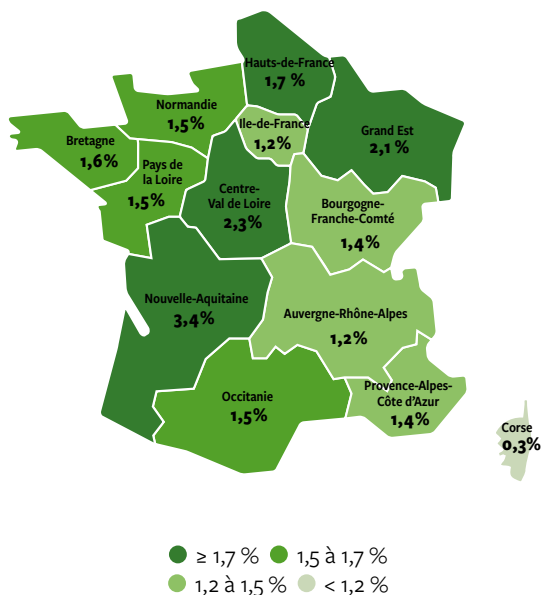 Hauts-de-France
1,7 %
Normandie
1,5%
Ile-de-France
1,2%
Grand Est
2,1 %
Bretagne
1,6%
Pays de
la Loire
1,5%
Centre-
Val de Loire
2,3%
Bourgogne-
Franche-Comté
1,4%
Nouvelle-Aquitaine
3,4%
Auvergne-Rhône-Alpes
1,2%
Occitanie
1,5%
Provence-Alpes-
Côte d'Azur
1,4%
Corse
0,3%
≥ 1,7 % 1,5 à 1,7 %
1,2 à 1,5 % < 1,2 %